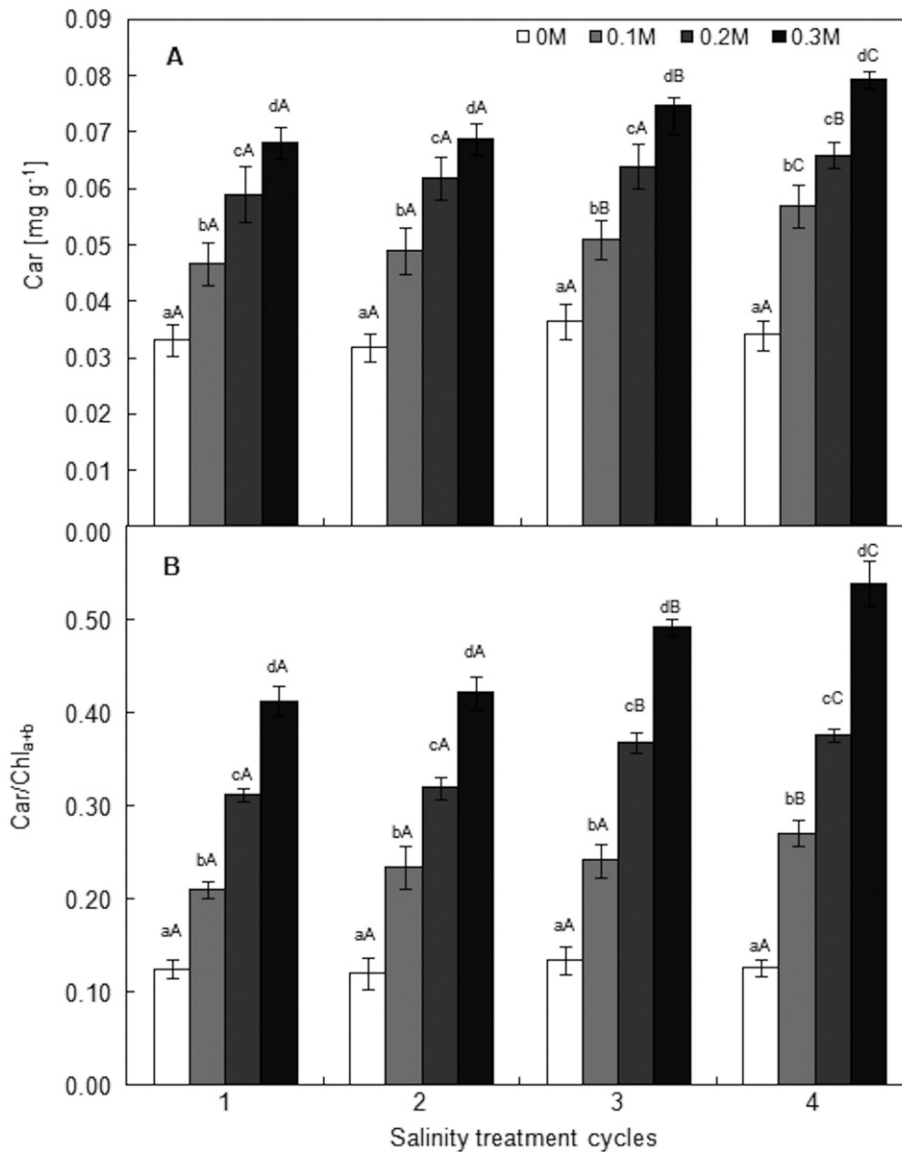 0.09
A
0M 0.1M 0.2M 0.3M
0.08
0.07
0.06
0.05
0.04
0.03
0.02
0.01
0.00
Car [mg g-1]
aA bA cA dA
aA bA cA dA
aA bB cA dB
aA bC cB dC
B
0.50
0.40
0.30
0.20
0.10
0.00
Car/Chla+b
aA bA cA dA
aA bA cA dA
aA bA cB dB
aA bB cC dC
1 2 3 4
Salinity treatment cycles